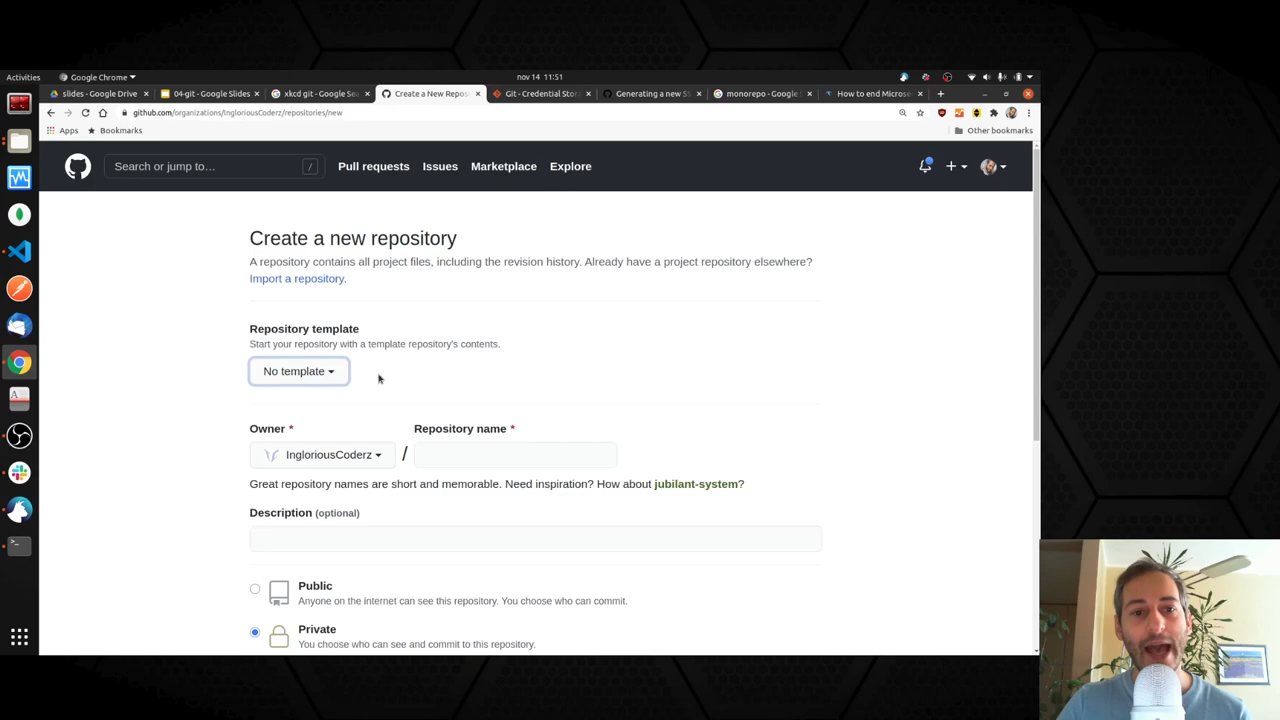 Activities
Google Chrome
nov 14 11:51
slides - Google Drive
04-git - Google Slides
xkcd git - Google Sea
Create a New Repos
Git - Credential Stora
Generating a new SS
monorepo - Google S
How to end Microse
github.com/organizations/IngloriousCoderz/repositories/new
Apps
Bookmarks
Other bookmarks
Search or jump to…
/
Pull requests
Issues
Marketplace
Explore
Create a new repository
A repository contains all project files, including the revision history. Already have a project repository elsewhere?
Import a repository.
Repository template
Start your repository with a template repository's contents.
No template
Owner *
Repository name *
IngloriousCoderz
/
Great repository names are short and memorable. Need inspiration? How about jubilant-system?
Description (optional)
Public
Anyone on the internet can see this repository. You choose who can commit.
Private
You choose who can see and commit to this repository.